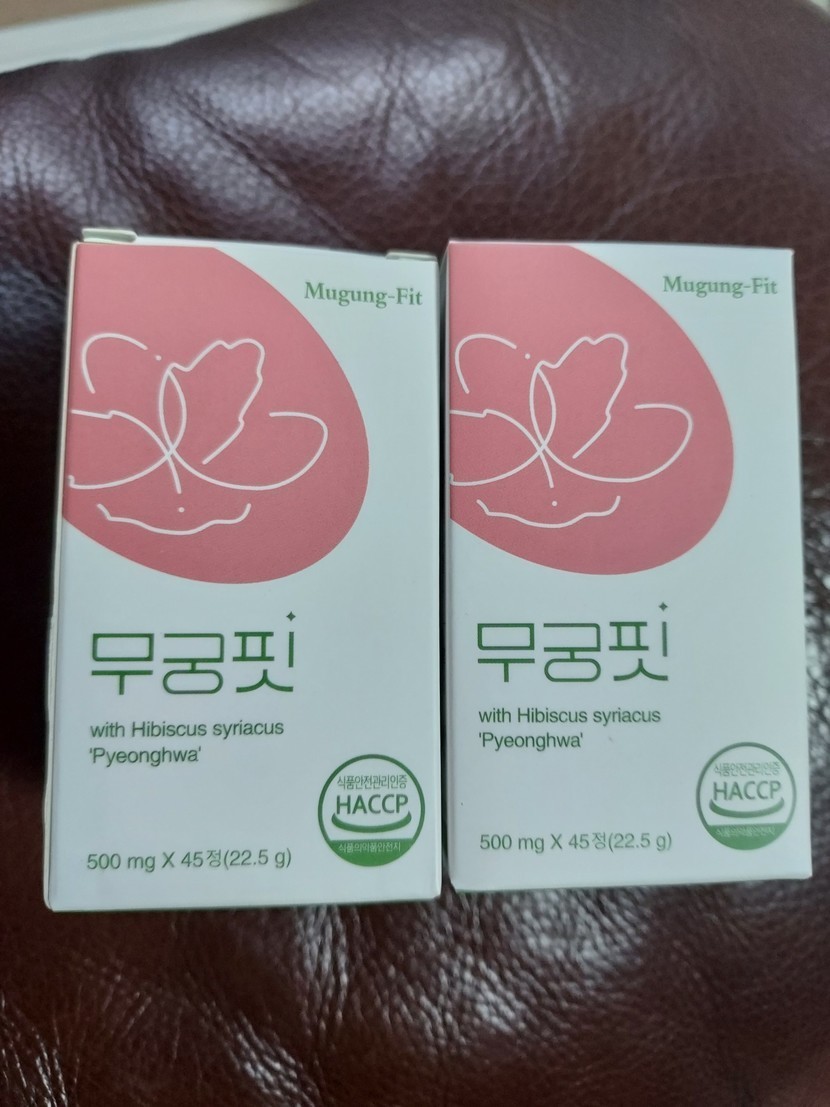 Mugung-Fit
무궁핏
with Hibiscus syriacus
'Pyeonghwa'
식품안전관리인증
HACCP
식품의약품안전처
500 mg X 45정(22.5 g)
Mugung-Fit
무궁핏
with Hibiscus syriacus
'Pyeonghwa'
식품안전관리인증
HACCP
식품의약품안전처
500 mg X 45정(22.5 g)